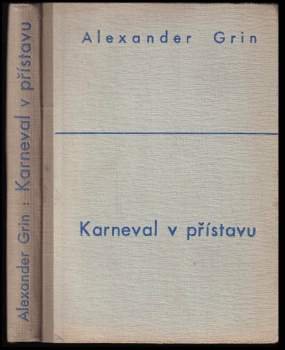 Alexander Grin : Karneval v přístavu
Alexander Grin
Karneval v přístavu